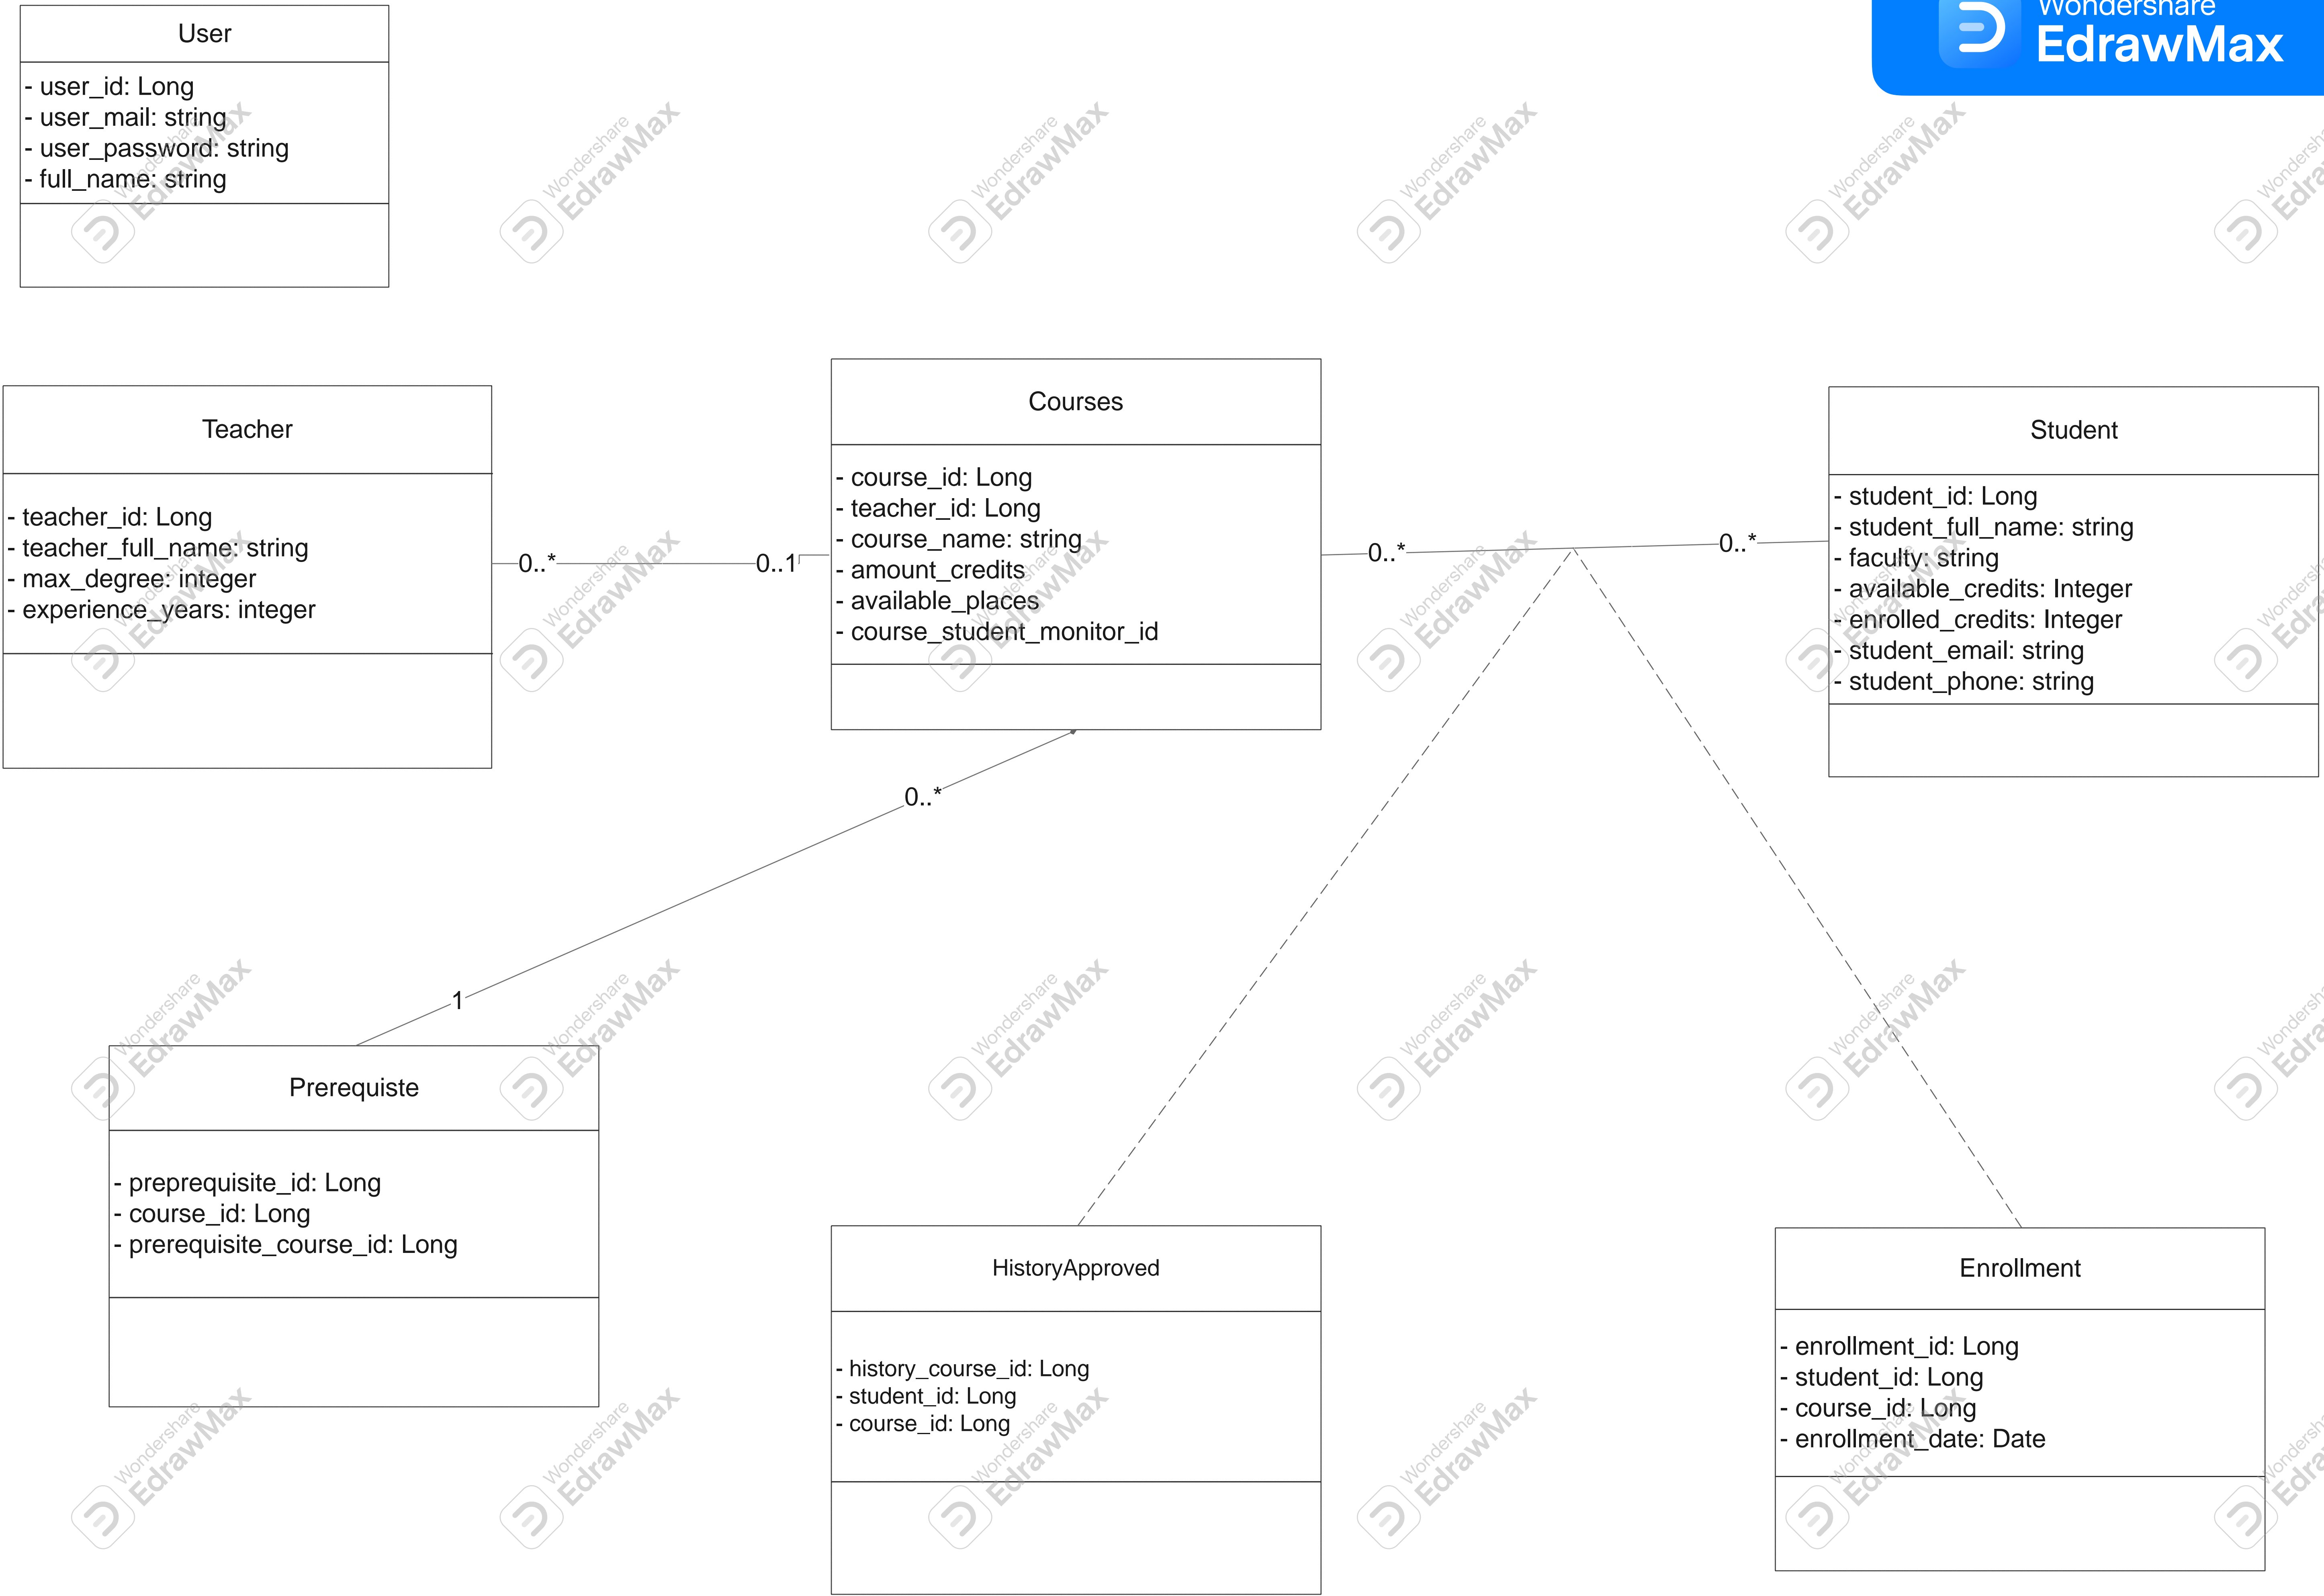 User
- user_id: Long
- user_mail: string
- user_password: string
- full_name: string
Wondershare
EdrawMax
Teacher
- teacher_id: Long
- teacher_full_name: string
- max_degree: integer
- experience_years: integer
0..*
0..1
Courses
- course_id: Long
- teacher_id: Long
- course_name: string
- amount_credits
- available_places
- course_student_monitor_id
0..*
0..*
Student
- student_id: Long
- student_full_name: string
- faculty: string
- available_credits: Integer
- enrolled_credits: Integer
- student_email: string
- student_phone: string
0..*
1
Prerequiste
- preprequisite_id: Long
- course_id: Long
- prerequisite_course_id: Long
HistoryApproved
- history_course_id: Long
- student_id: Long
- course_id: Long
Enrollment
- enrollment_id: Long
- student_id: Long
- course_id: Long
- enrollment_date: Date